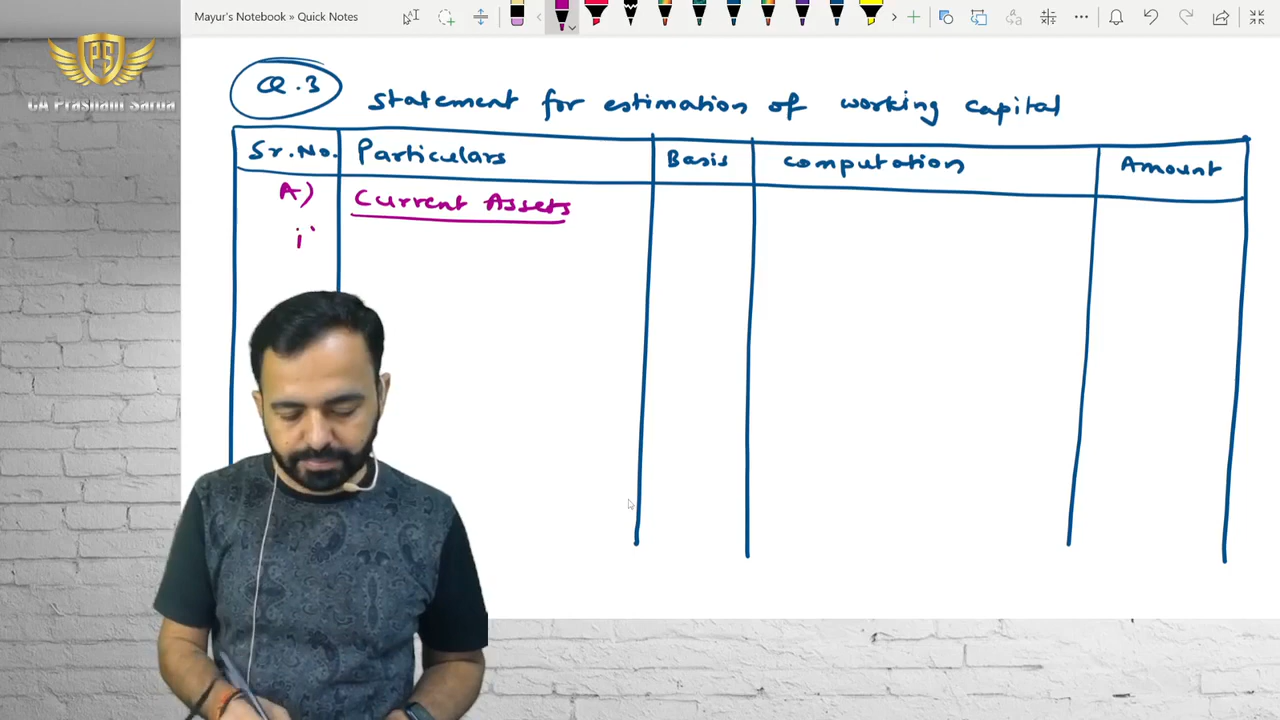 Mayur's Notebook » Quick Notes
PS
CA Prashant Sarda
Q.3
Statement for estimation of working capital
Sr.No. Particulars Basis computation Amount
A) Current Assets
i